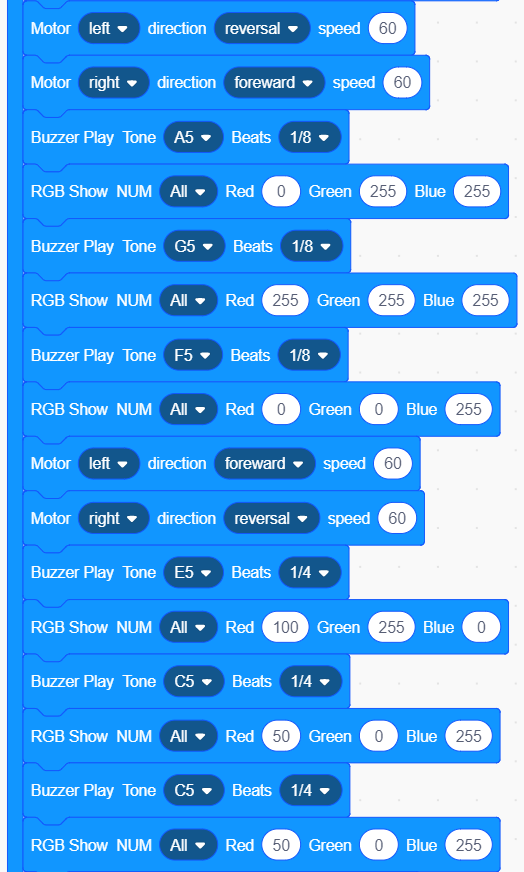 Motor left direction reversal speed 60
Motor right direction foreward speed 60
Buzzer Play Tone A5 Beats 1/8
RGB Show NUM All Red 0 Green 255 Blue 255
Buzzer Play Tone G5 Beats 1/8
RGB Show NUM All Red 255 Green 255 Blue 255
Buzzer Play Tone F5 Beats 1/8
RGB Show NUM All Red 0 Green 0 Blue 255
Motor left direction foreward speed 60
Motor right direction reversal speed 60
Buzzer Play Tone E5 Beats 1/4
RGB Show NUM All Red 100 Green 255 Blue 0
Buzzer Play Tone C5 Beats 1/4
RGB Show NUM All Red 50 Green 0 Blue 255
Buzzer Play Tone C5 Beats 1/4
RGB Show NUM All Red 50 Green 0 Blue 255